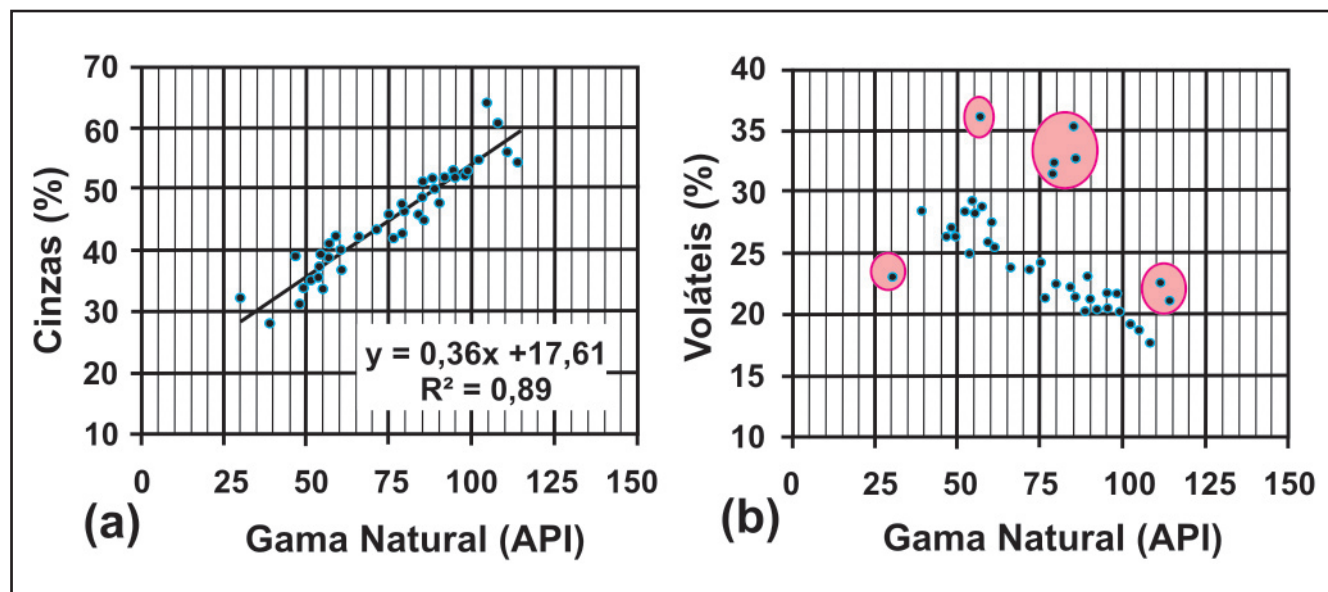 70
60
50
40
30
20
10
Cinzas (%)
y = 0,36x +17,61
R² = 0,89
0 25 50 75 100 125 150
(a)
Gama Natural (API)
40
35
30
25
20
15
10
Voláteis (%)
0 25 50 75 100 125 150
(b)
Gama Natural (API)